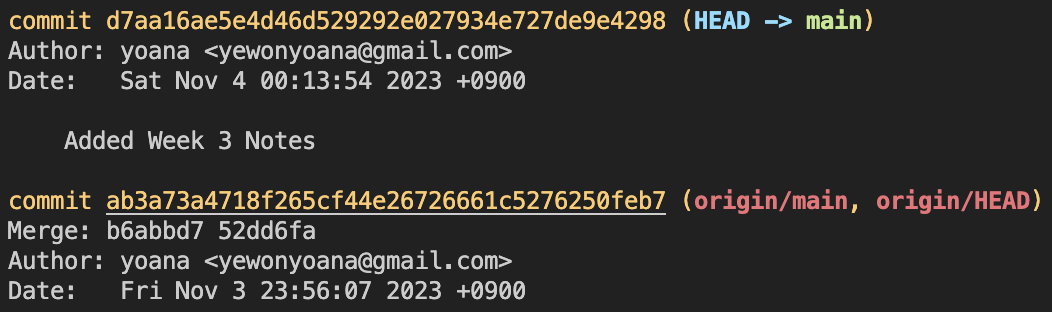 commit d7aa16ae5e4d46d529292e027934e727de9e4298 (HEAD -> main)
Author: yoana <yewonyoana@gmail.com>
Date:   Sat Nov 4 00:13:54 2023 +0900
Added Week 3 Notes
commit ab3a73a4718f265cf44e26726661c5276250feb7 (origin/main, origin/HEAD)
Merge: b6abbd7 52dd6fa
Author: yoana <yewonyoana@gmail.com>
Date:   Fri Nov 3 23:56:07 2023 +0900